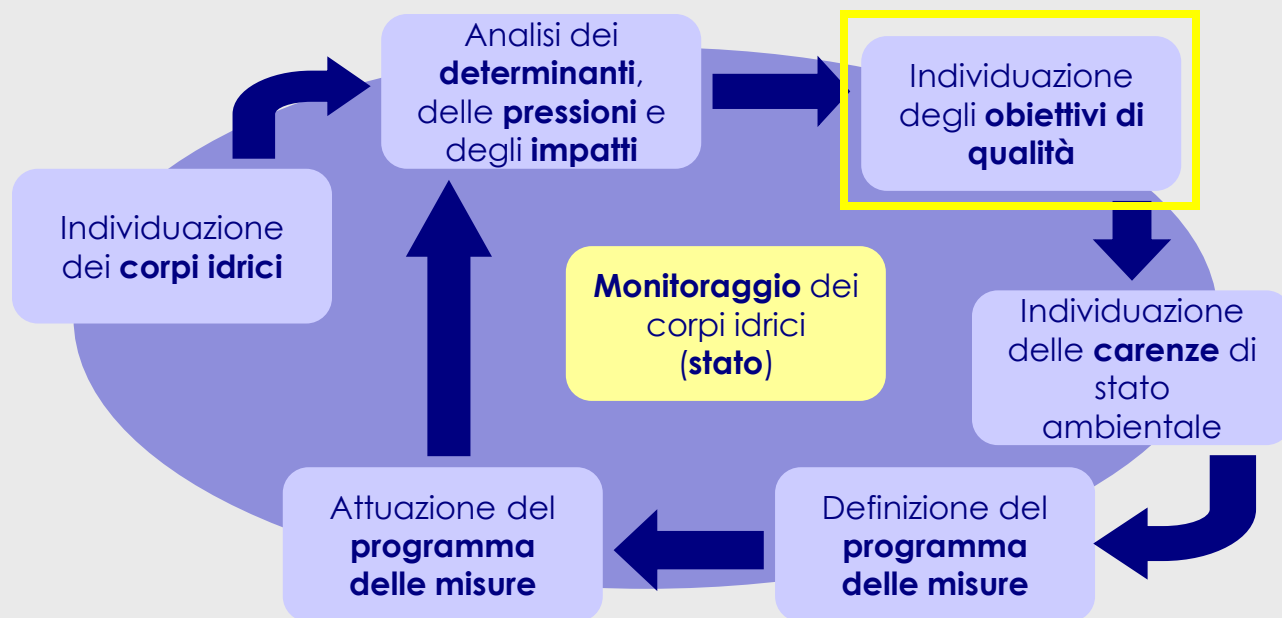 Analisi dei
determinanti,
delle pressioni e
degli impatti
Individuazione
degli obiettivi di
qualità
Individuazione
dei corpi idrici
Monitoraggio dei
corpi idrici
(stato)
Individuazione
delle carenze di
stato
ambientale
Attuazione del
programma
delle misure
Definizione del
programma
delle misure